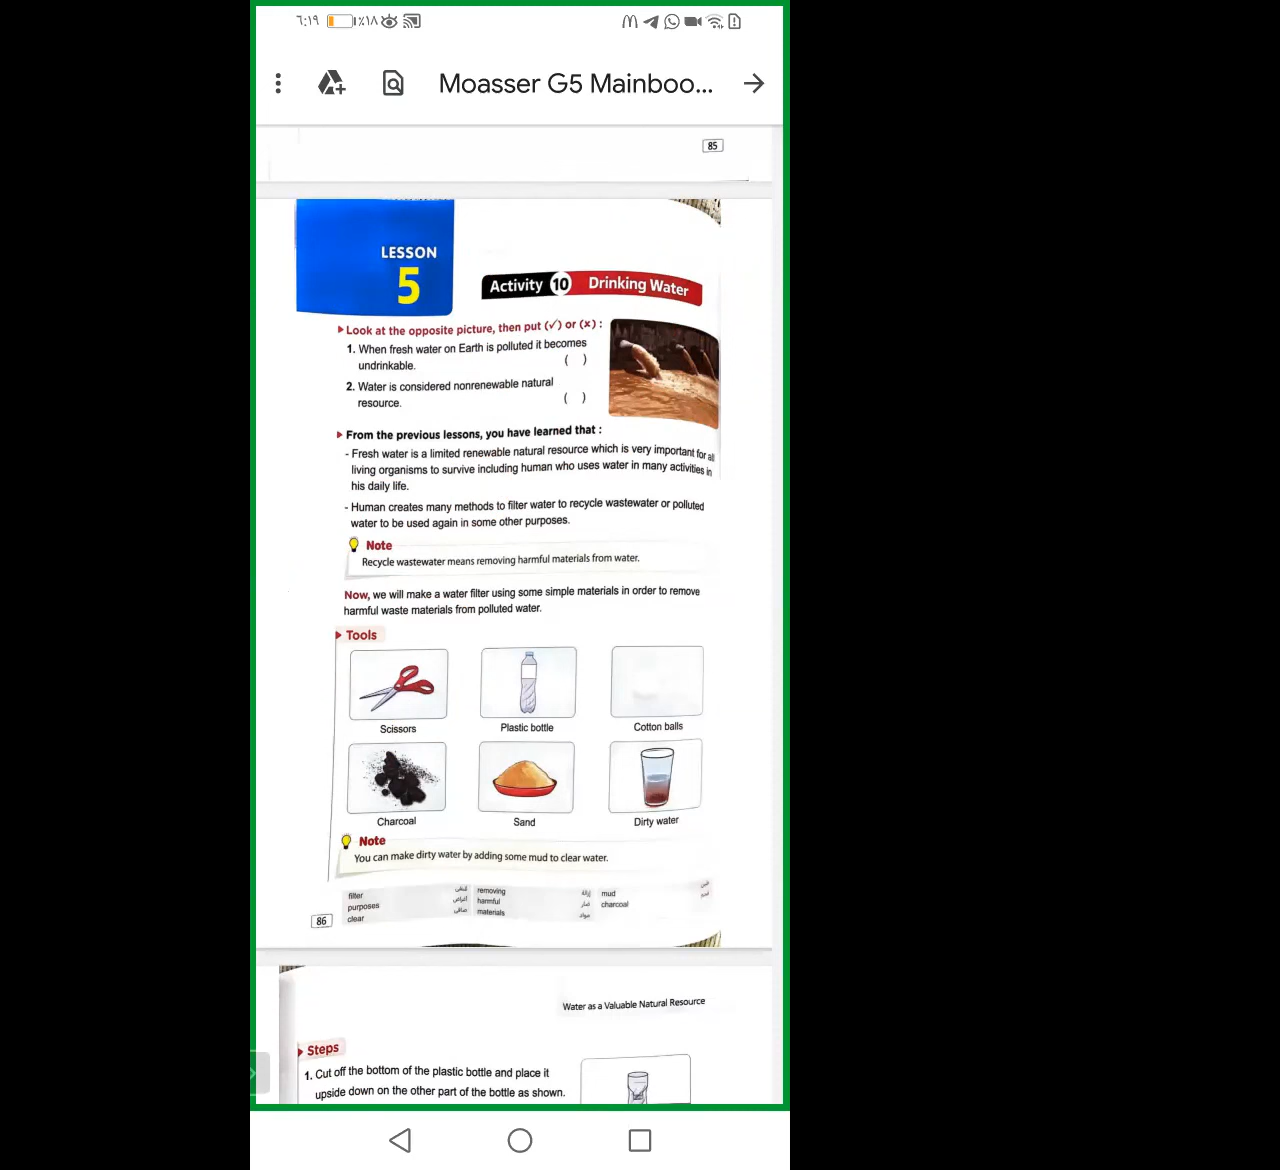 ٦:١٩ ٪١٨
Moasser G5 Mainboo...
85
LESSON
5
Activity 10 Drinking Water
Look at the opposite picture, then put (✓) or (×) :
1. When fresh water on Earth is polluted it becomes
undrinkable. ( )
2. Water is considered nonrenewable natural
resource. ( )
From the previous lessons, you have learned that :
- Fresh water is a limited renewable natural resource which is very important for all
living organisms to survive including human who uses water in many activities in
his daily life.
- Human creates many methods to filter water to recycle wastewater or polluted
water to be used again in some other purposes.
Note
Recycle wastewater means removing harmful materials from water.
Now, we will make a water filter using some simple materials in order to remove
harmful waste materials from polluted water.
Tools
Scissors Plastic bottle Cotton balls
Charcoal Sand Dirty water
Note
You can make dirty water by adding some mud to clear water.
filter removing إزالة mud
purposes أغراض harmful ضار charcoal
clear صافى materials مواد
86
Water as a Valuable Natural Resource
Steps
1. Cut off the bottom of the plastic bottle and place it
upside down on the other part of the bottle as shown.